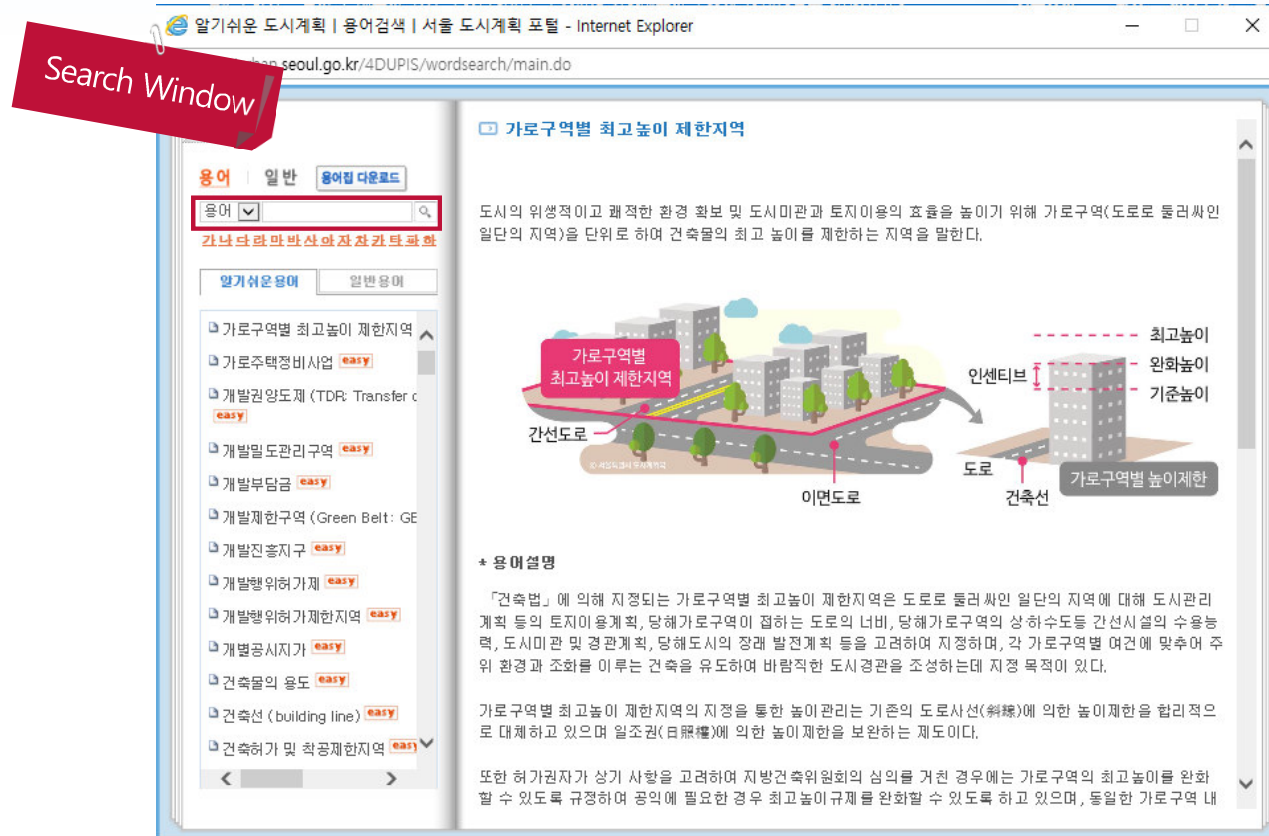 알기쉬운 도시계획 | 용어검색 | 서울 도시계획 포털 - Internet Explorer
Search Window
seoul.go.kr/4DUPIS/wordsearch/main.do
용어 | 일반 용어집 다운로드
용어
가 나 다 라 마 바 사 아 자 차 카 타 파 하
알기쉬운용어 일반용어
가로구역별 최고높이 제한지역
가로주택정비사업 easy
개발권양도제 (TDR: Transfer
easy
개발밀도관리구역 easy
개발부담금 easy
개발제한구역 (Green Belt: GE
개발진흥지구 easy
개발행위허가제 easy
개발행위허가제한지역 easy
개별공시지가 easy
건축물의 용도 easy
건축선 (building line) easy
건축허가 및 착공제한지역 easy
가로구역별 최고높이 제한지역
도시의 위생적이고 쾌적한 환경 확보 및 도시미관과 토지이용의 효율을 높이기 위해 가로구역(도로로 둘러싸인
일단의 지역)을 단위로 하여 건축물의 최고 높이를 제한하는 지역을 말한다.
가로구역별
최고높이 제한지역
간선도로
이면도로
최고높이
완화높이
인센티브
기준높이
도로
건축선
가로구역별 높이제한
* 용어설명
「건축법」에 의해 지정되는 가로구역별 최고높이 제한지역은 도로로 둘러싸인 일단의 지역에 대해 도시관리
계획 등의 토지이용계획, 당해가로구역이 접하는 도로의 너비, 당해가로구역의 상·하수도등 간선시설의 수용능
력, 도시미관 및 경관계획, 당해도시의 장래 발전계획 등을 고려하여 지정하며, 각 가로구역별 여건에 맞추어 주
위 환경과 조화를 이루는 건축을 유도하여 바람직한 도시경관을 조성하는데 지정 목적이 있다.
가로구역별 최고높이 제한지역의 지정을 통한 높이관리는 기존의 도로사선(斜線)에 의한 높이제한을 합리적으
로 대체하고 있으며 일조권(日照權)에 의한 높이제한을 보완하는 제도이다.
또한 허가권자가 상기 사항을 고려하여 지방건축위원회의 심의를 거친 경우에는 가로구역의 최고높이를 완화
할 수 있도록 규정하여 공익에 필요한 경우 최고높이규제를 완화할 수 있도록 하고 있으며, 동일한 가로구역 내